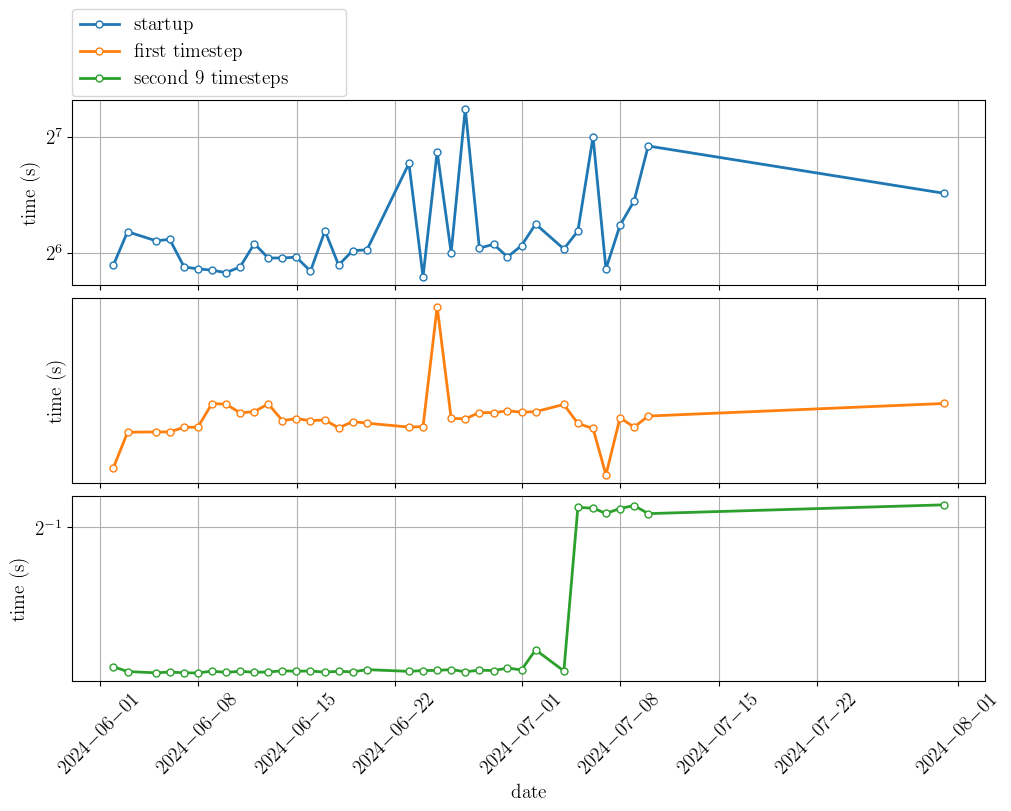 startup
first timestep
second 9 timesteps
2^7
2^6
time (s)
time (s)
2^−1
time (s)
2024−06−01
2024−06−08
2024−06−15
2024−06−22
2024−07−01
2024−07−08
2024−07−15
2024−07−22
2024−08−01
date